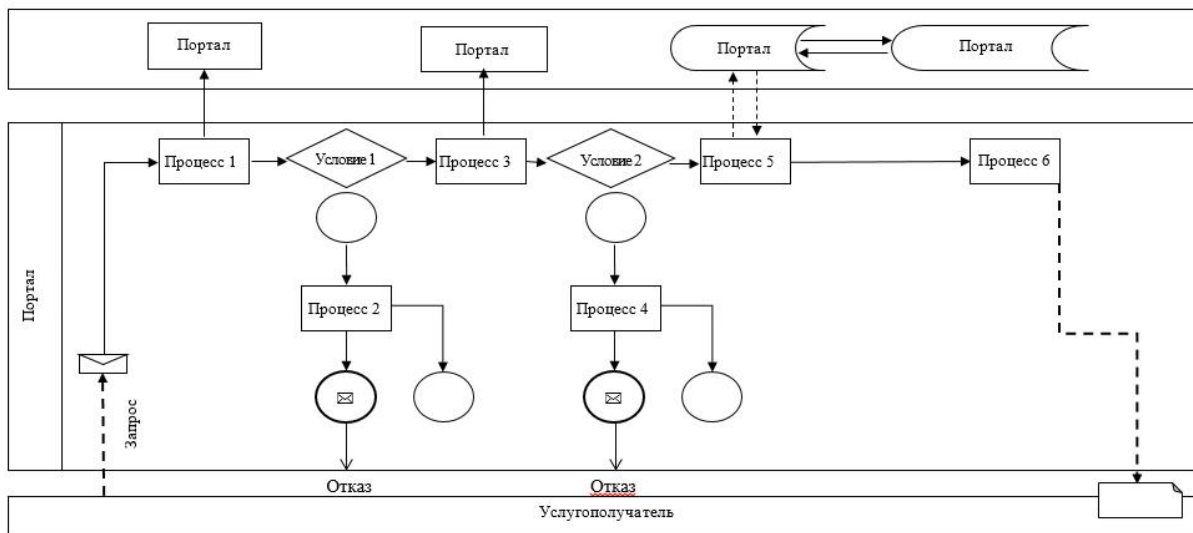 Портал
Портал
Портал
Портал
Процесс 1
Условие 1
Процесс 3
Условие 2
Процесс 5
Процесс 6
Портал
Процесс 2
Процесс 4
Запрос
Отказ
Отказ
Услугополучатель